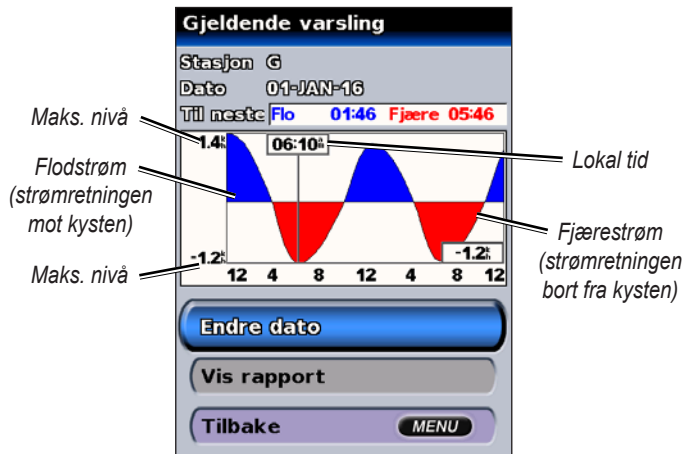 Gjeldende varsling
Stasjon G
Dato 01-JAN-16
Til neste Flo 01:46 Fjære 05:46
Maks. nivå
1.4
06:10
Lokal tid
Flodstrøm
(strømretningen
mot kysten)
Fjærestrøm
(strømretningen
bort fra kysten)
Maks. nivå
-1.2
-1.2
12 4 8 12 4 8 12
Endre dato
Vis rapport
Tilbake MENU